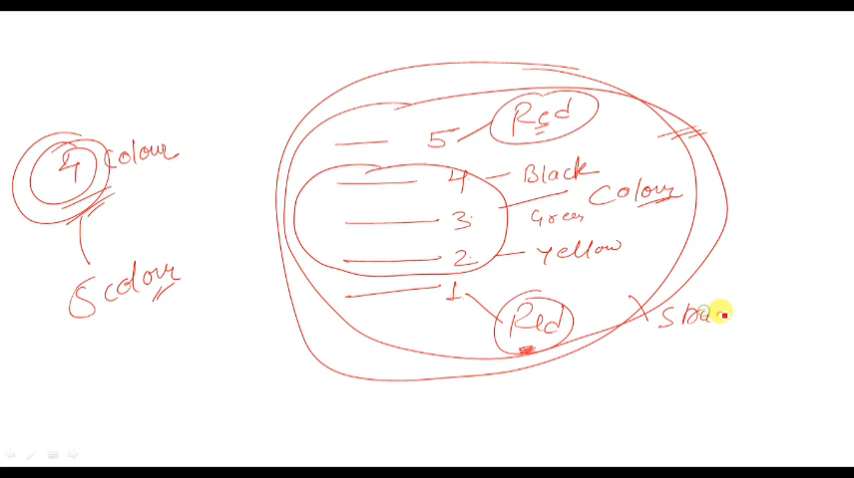 4 colour
5 colour
5 Red
4 - Black
Colour
3. Green
2. - Yellow
1 Red